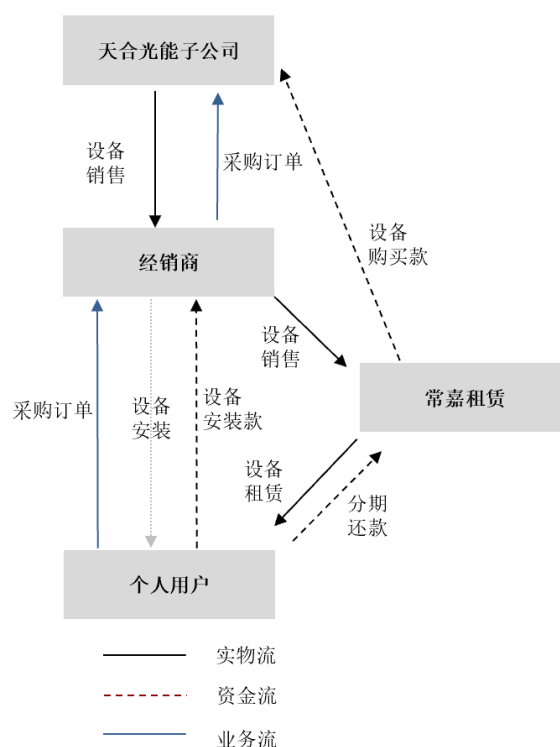 天合光能子公司
设备
销售
采购订单
设备
购买款
经销商
设备
销售
常嘉租赁
采购订单
设备
安装
设备
安装款
设备
租赁
分期
还款
个人用户
实物流
资金流
业务流